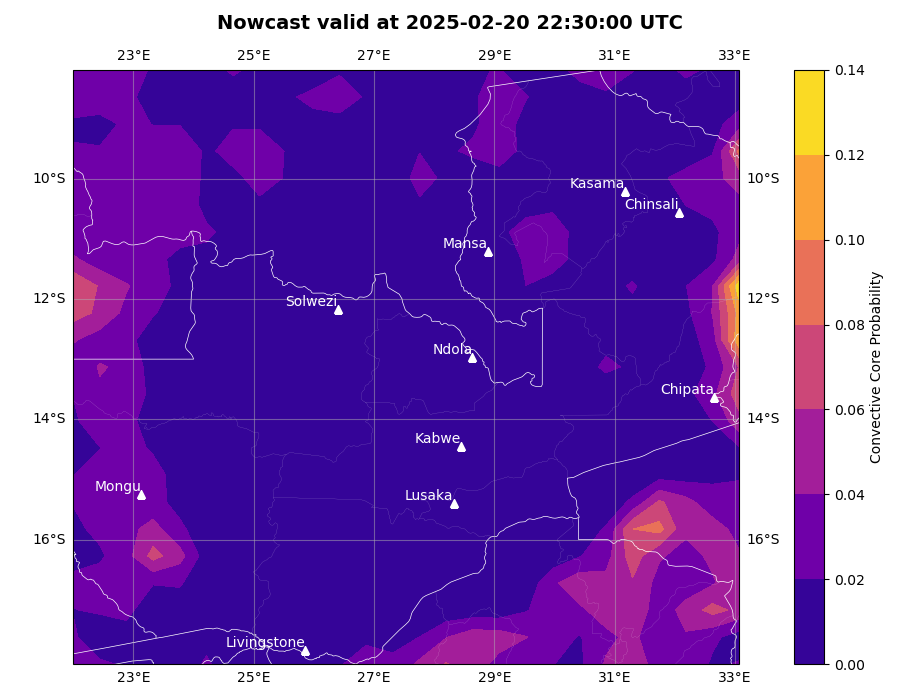 Nowcast valid at 2025-02-20 22:30:00 UTC
23°E 25°E 27°E 29°E 31°E 33°E
0.14
0.12
10°S 10°S
Kasama
Chinsali
0.10
Mansa
12°S 12°S
Solwezi
0.08
Ndola
Convective Core Probability
Chipata
0.06
14°S 14°S
Kabwe
Mongu
Lusaka
0.04
16°S 16°S
0.02
Livingstone
0.00
23°E 25°E 27°E 29°E 31°E 33°E